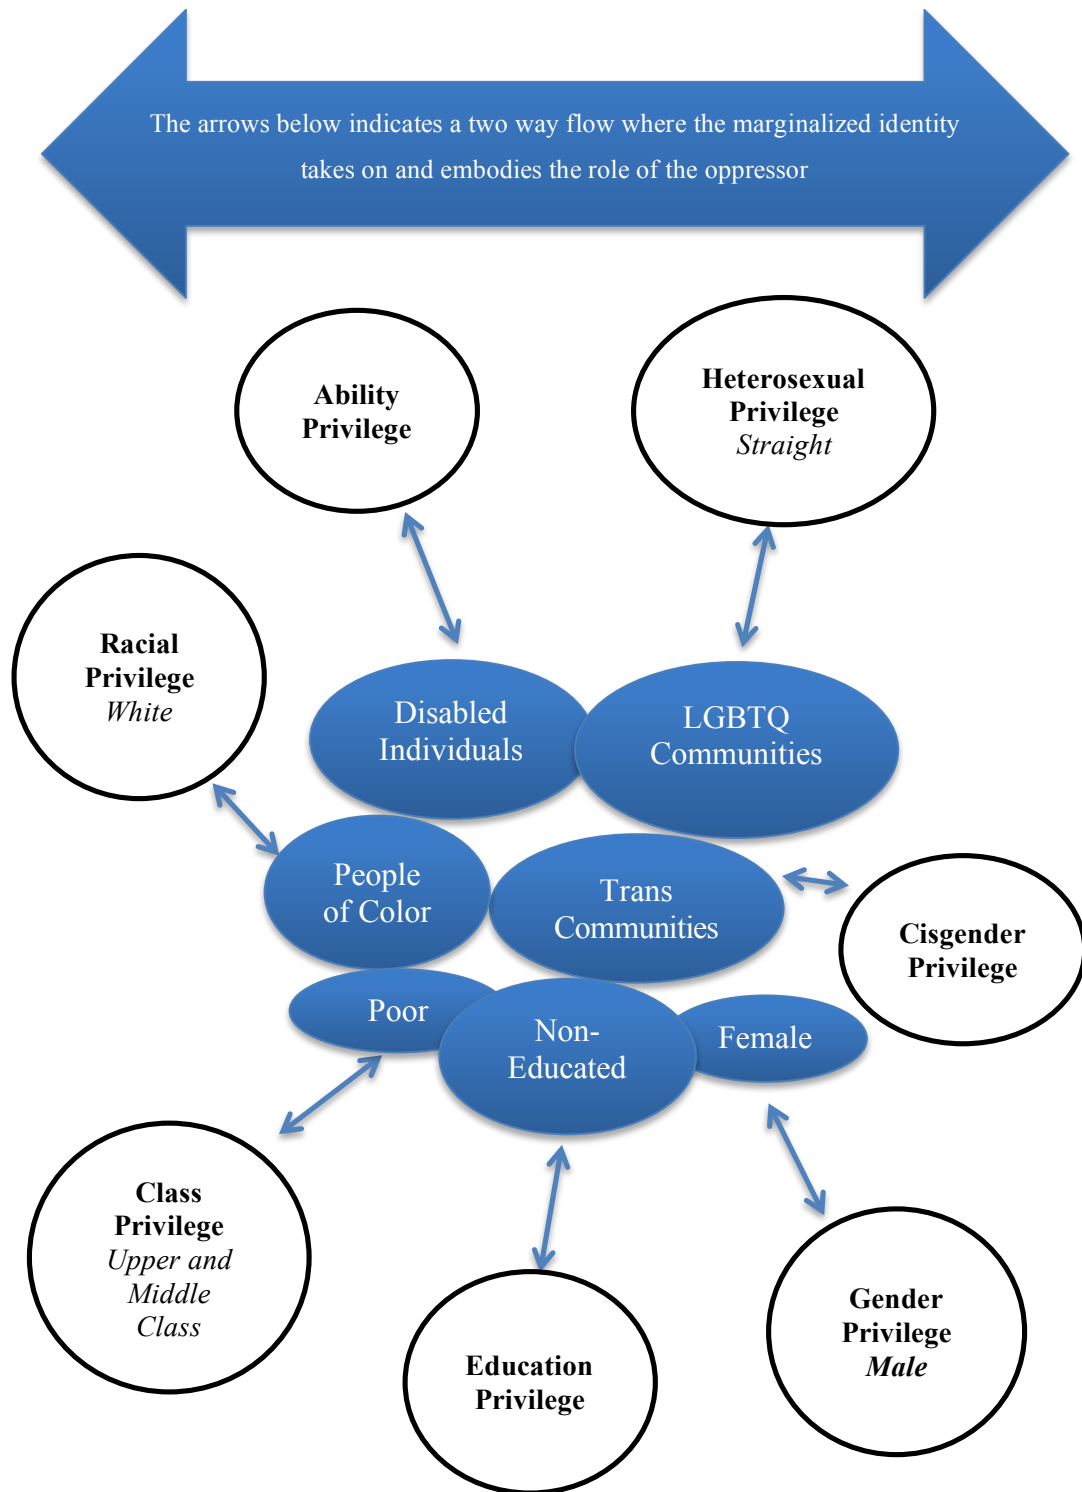 The arrows below indicates a two way flow where the marginalized identity
takes on and embodies the role of the oppressor
Ability
Privilege
Heterosexual
Privilege
Straight
Racial
Privilege
White
Disabled
Individuals
LGBTQ
Communities
People
of Color
Trans
Communities
Cisgender
Privilege
Poor
Non-
Educated
Female
Class
Privilege
Upper and
Middle
Class
Education
Privilege
Gender
Privilege
Male